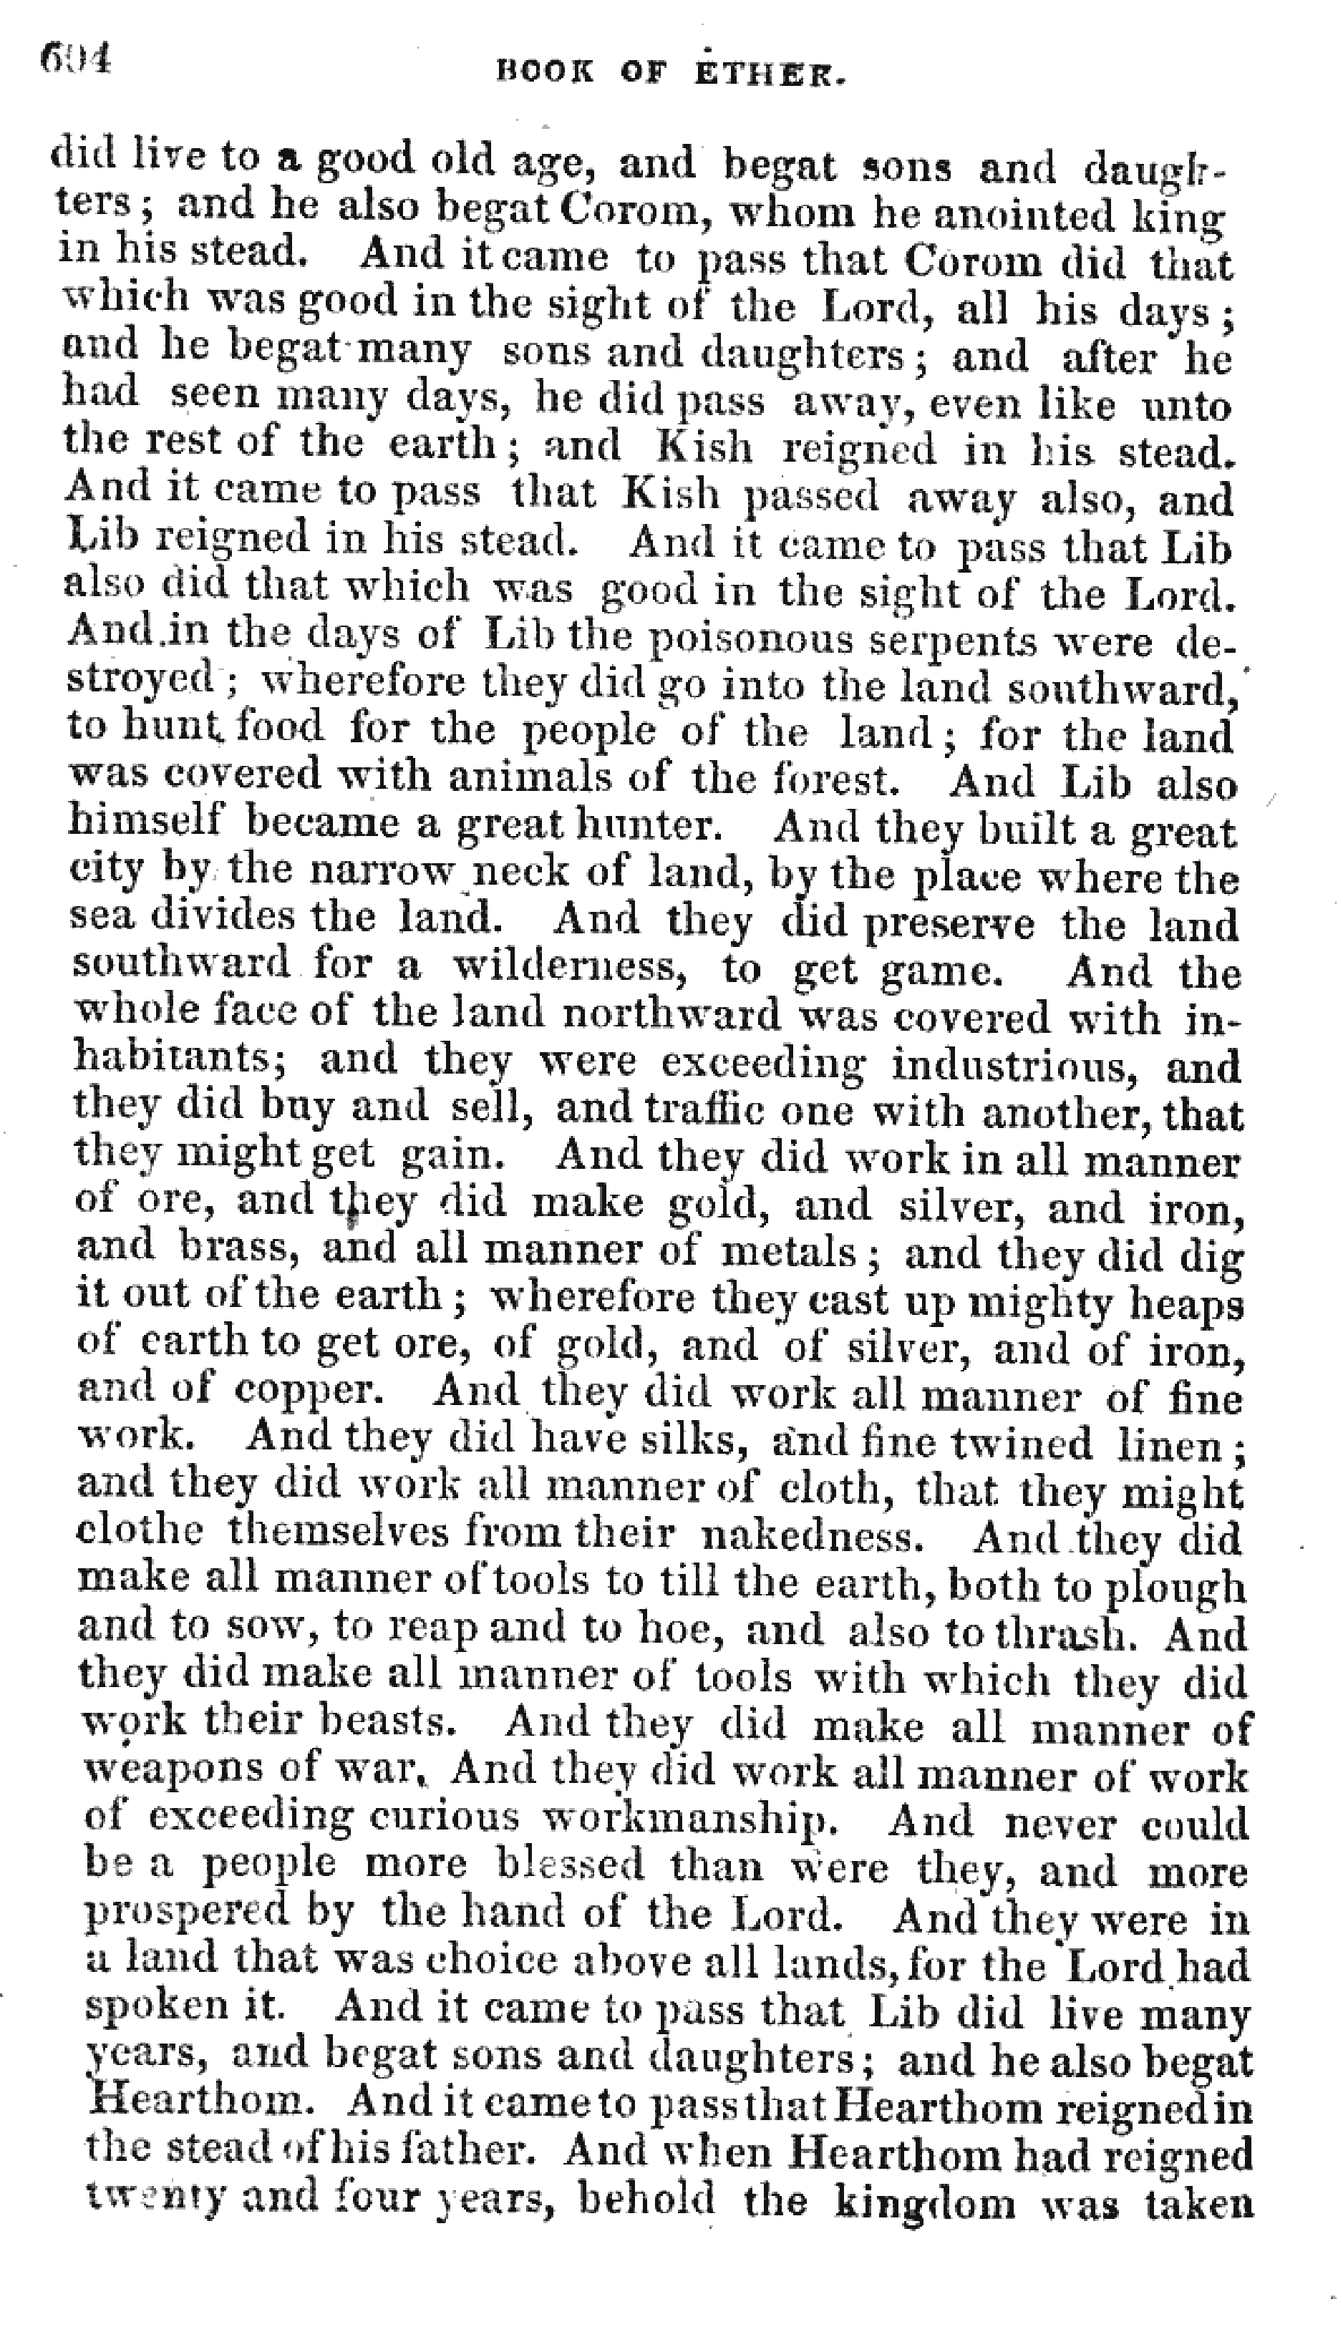 694
BOOK OF ETHER.
did live to a good old age, and begat sons and daugh-
ters; and he also begat Corom, whom he anointed king
in his stead. And it came to pass that Corom did that
which was good in the sight of the Lord, all his days;
and he begat many sons and daughters; and after he
had seen many days, he did pass away, even like unto
the rest of the earth; and Kish reigned in his stead.
And it came to pass that Kish passed away also, and
Lib reigned in his stead. And it came to pass that Lib
also did that which was good in the sight of the Lord.
And in the days of Lib the poisonous serpents were de-
stroyed; wherefore they did go into the land southward,
to hunt food for the people of the land; for the land
was covered with animals of the forest. And Lib also
himself became a great hunter. And they built a great
city by the narrow neck of land, by the place where the
sea divides the land. And they did preserve the land
southward for a wilderness, to get game. And the
whole face of the land northward was covered with in-
habitants; and they were exceeding industrious, and
they did buy and sell, and traffic one with another, that
they might get gain. And they did work in all manner
of ore, and they did make gold, and silver, and iron,
and brass, and all manner of metals; and they did dig
it out of the earth; wherefore they cast up mighty heaps
of earth to get ore, of gold, and of silver, and of iron,
and of copper. And they did work all manner of fine
work. And they did have silks, and fine twined linen;
and they did work all manner of cloth, that they might
clothe themselves from their nakedness. And they did
make all manner of tools to till the earth, both to plough
and to sow, to reap and to hoe, and also to thrash. And
they did make all manner of tools with which they did
work their beasts. And they did make all manner of
weapons of war. And they did work all manner of work
of exceeding curious workmanship. And never could
be a people more blessed than were they, and more
prospered by the hand of the Lord. And they were in
a land that was choice above all lands, for the Lord had
spoken it. And it came to pass that Lib did live many
years, and begat sons and daughters; and he also begat
Hearthom. And it came to pass that Hearthom reigned in
the stead of his father. And when Hearthom had reigned
twenty and four years, behold the kingdom was taken